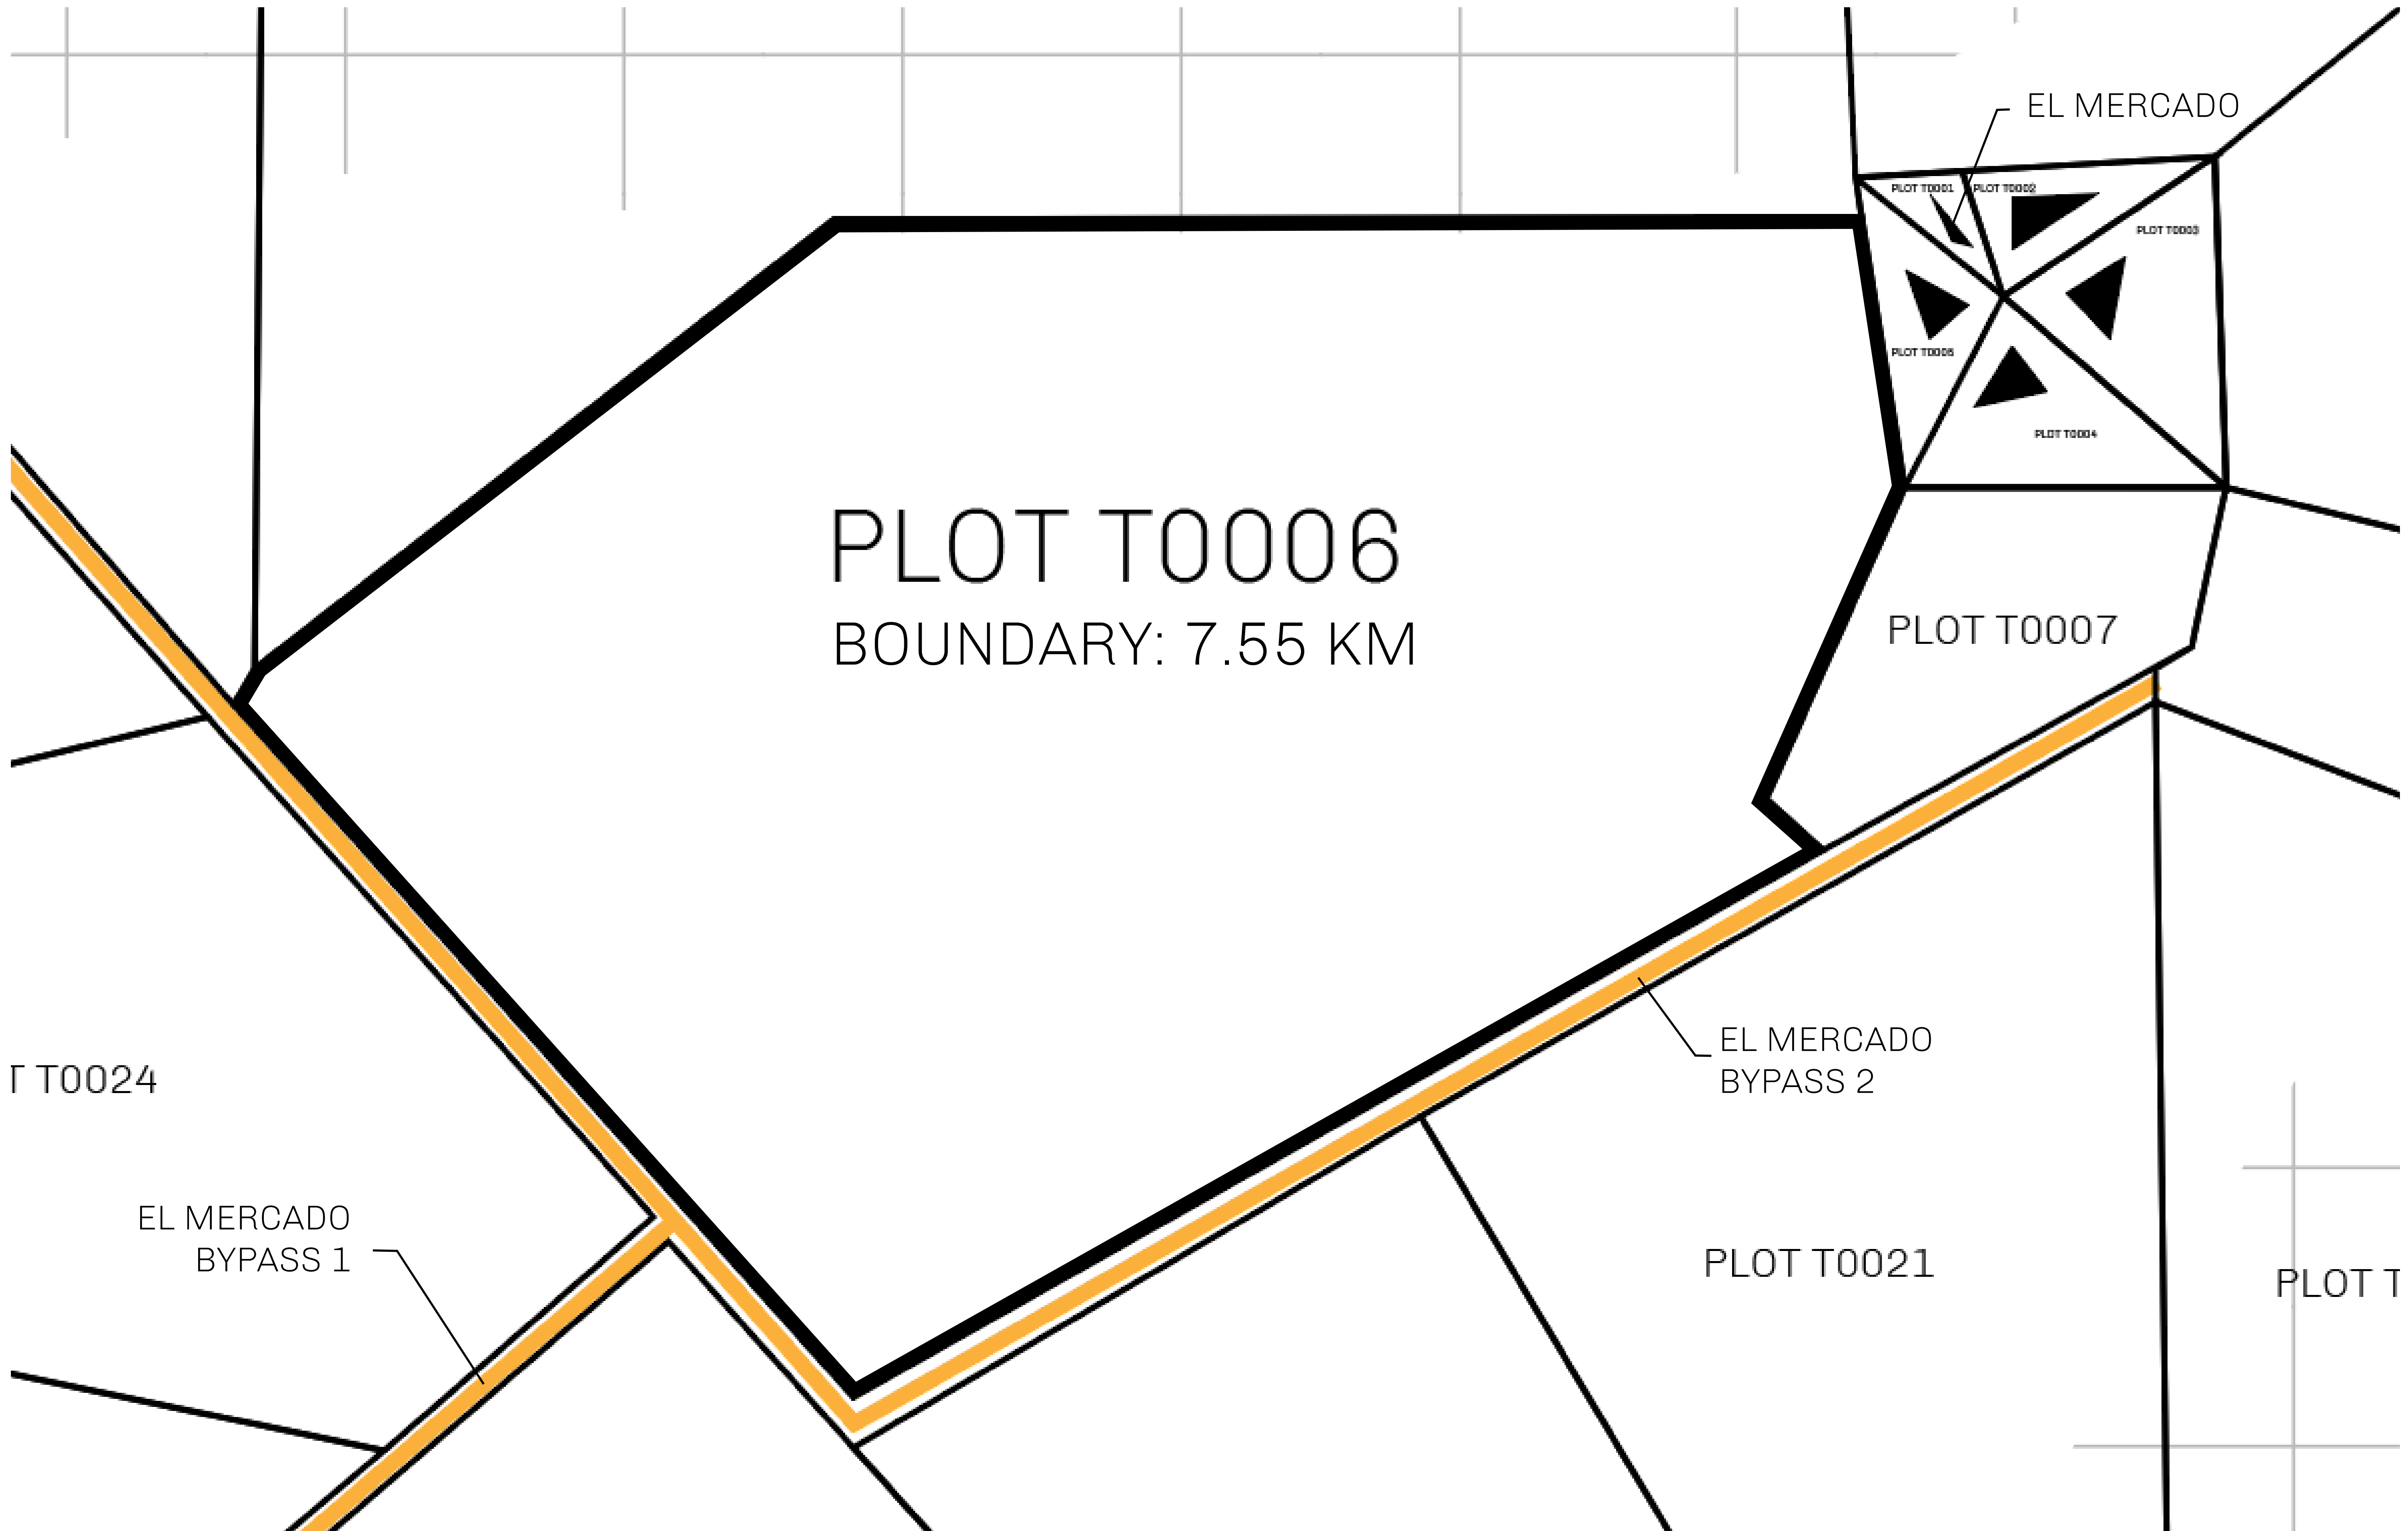 EL MERCADO
PLOT T0001
PLOT T0002
PLOT T0003
PLOT T0005
PLOT T0004
PLOT T0006
BOUNDARY: 7.55 KM
PLOT T0007
EL MERCADO
BYPASS 2
T T0024
EL MERCADO
BYPASS 1
PLOT T0021
PLOT T